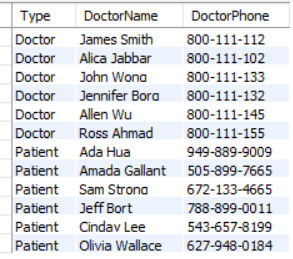 Type DoctorName DoctorPhone
Doctor James Smith 800-111-112
Doctor Alica Jabbar 800-111-102
Doctor John Wong 800-111-133
Doctor Jennifer Borg 800-111-132
Doctor Allen Wu 800-111-145
Doctor Ross Ahmad 800-111-155
Patient Ada Hua 949-889-9009
Patient Amada Gallant 505-899-7665
Patient Sam Strong 672-133-4665
Patient Jeff Bort 788-899-0011
Patient Cinday Lee 543-657-8199
Patient Olivia Wallace 627-948-0184